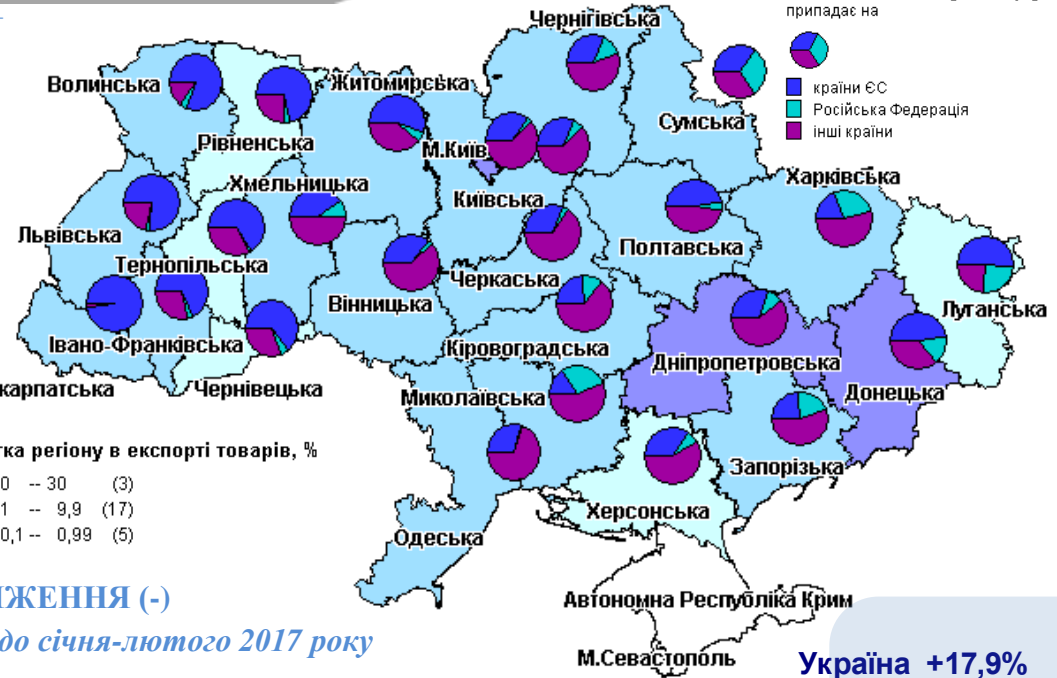 припадає на
країни ЄС
Російська Федерація
інші країни
Чернігівська
Волинська
Житомирська
Сумська
Рівненська
М.Київ
Харківська
Хмельницька
Київська
Львівська
Полтавська
Тернопільська
Черкаська
Вінницька
Луганська
Івано-Франківська
Кіровоградська
Дніпропетровська
карпатська
Чернівецька
Миколаївська
Донецька
Запорізька
Херсонська
Одеська
Автономна Республіка Крим
М.Севастополь
тка регіону в експорті товарів, %
0 -- 30 (3)
1 -- 9,9 (17)
0,1 -- 0,99 (5)
ЖЕННЯ (-)
до січня-лютого 2017 року
Україна +17,9%